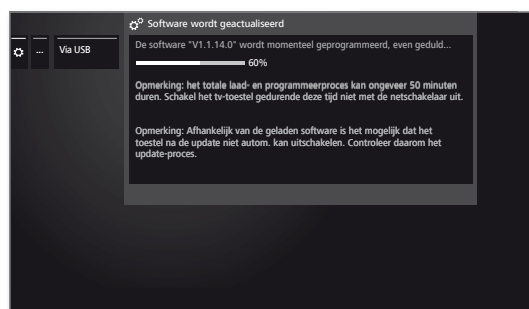 Software wordt geactualiseerd
... Via USB
De software "V1.1.14.0" wordt momenteel geprogrammeerd, even geduld...
60%
Opmerking: het totale laad- en programmeerproces kan ongeveer 50 minuten
duren. Schakel het tv-toestel gedurende deze tijd niet met de netschakelaar uit.
Opmerking: Afhankelijk van de geladen software is het mogelijk dat het
toestel na de update niet autom. kan uitschakelen. Controleer daarom het
update-proces.